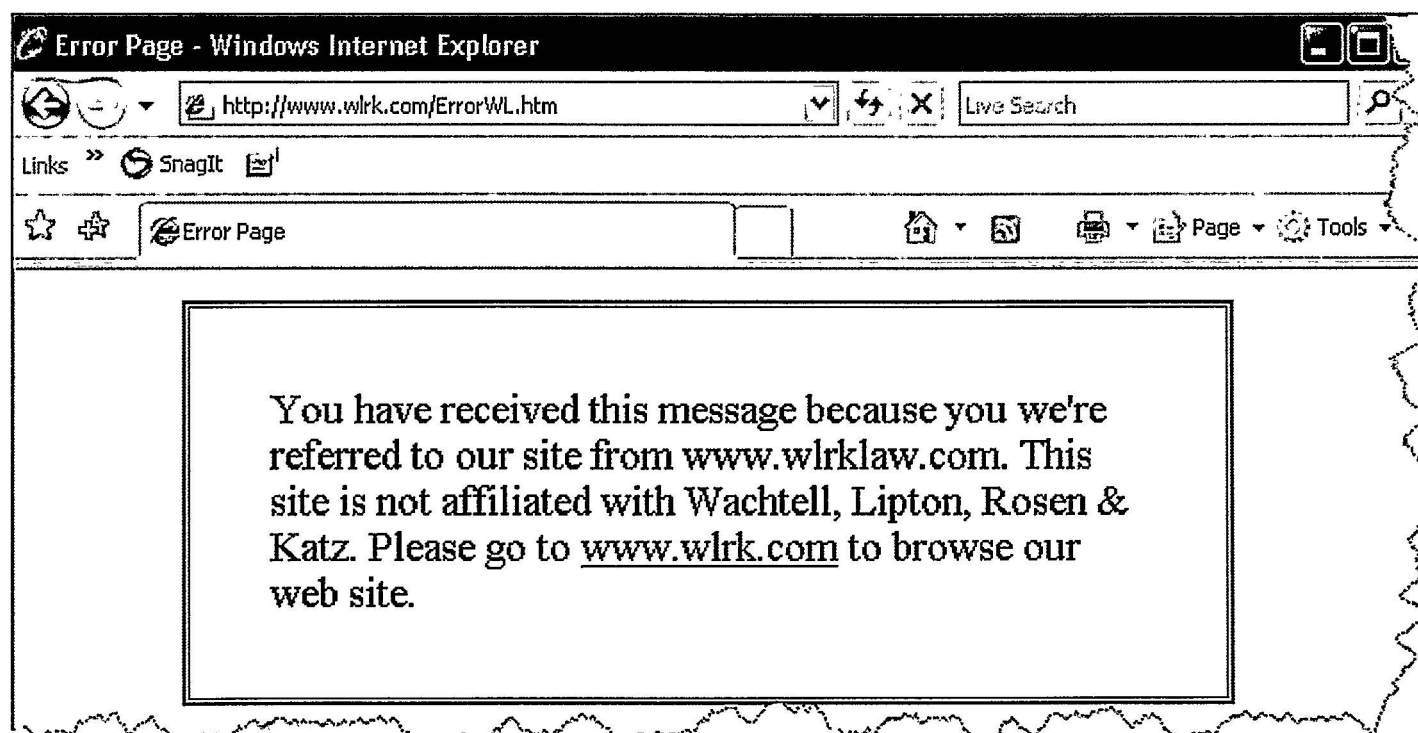 Error Page - Windows Internet Explorer
http://www.wlrk.com/ErrorWL.htm Live Search
Links » SnagIt
Error Page Page Tools
You have received this message because you we're
referred to our site from www.wlrklaw.com. This
site is not affiliated with Wachtell, Lipton, Rosen &
Katz. Please go to www.wlrk.com to browse our
web site.